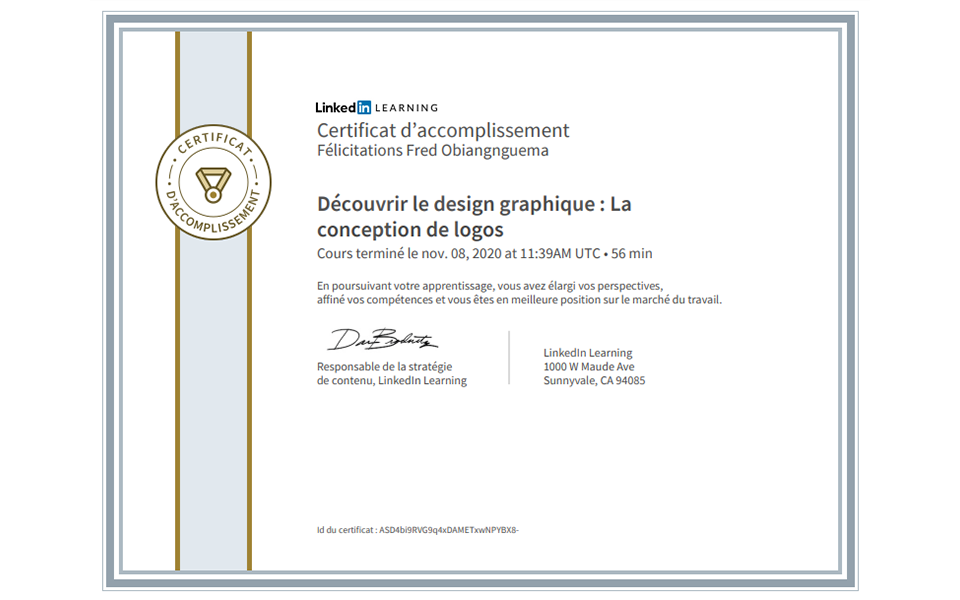 CERTIFICAT
D'ACCOMPLISSEMENT
Linked in LEARNING
Certificat d’accomplissement
Félicitations Fred Obiangnguema
Découvrir le design graphique : La
conception de logos
Cours terminé le nov. 08, 2020 at 11:39AM UTC • 56 min
En poursuivant votre apprentissage, vous avez élargi vos perspectives,
affiné vos compétences et vous êtes en meilleure position sur le marché du travail.
Responsable de la stratégie
de contenu, LinkedIn Learning
LinkedIn Learning
1000 W Maude Ave
Sunnyvale, CA 94085
Id du certificat : ASD4bi9RVG9q4xDAMETxwNPYBX8-